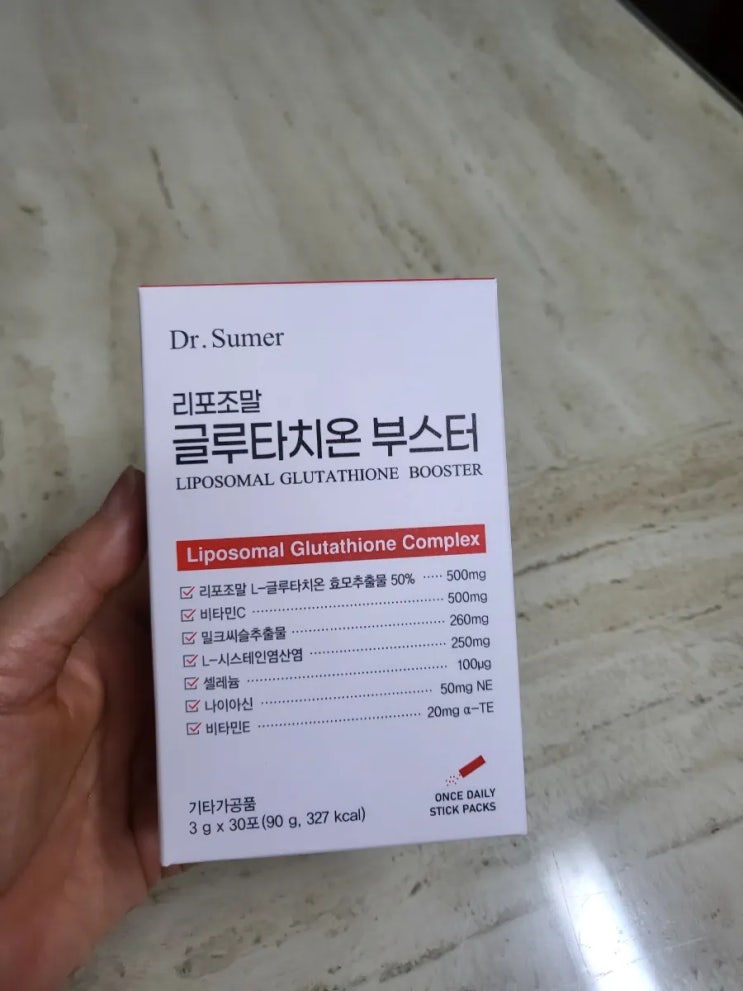 Dr. Sumer
리포조말
글루타치온 부스터
LIPOSOMAL GLUTATHIONE BOOSTER
Liposomal Glutathione Complex
리포조말 L-글루타치온 효모추출물 50% ····· 500mg
비타민C ····· 500mg
밀크씨슬추출물 ····· 260mg
L-시스테인염산염 ····· 250mg
셀레늄 ····· 100μg
나이아신 ····· 50mg NE
비타민E ····· 20mg α-TE
기타가공품
3 g x 30포(90 g, 327 kcal)
ONCE DAILY
STICK PACKS